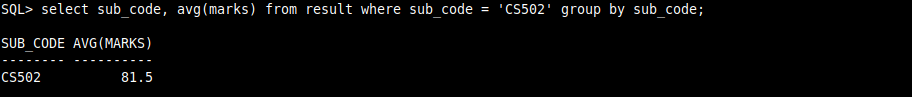 SQL> select sub_code, avg(marks) from result where sub_code = 'CS502' group by sub_code;
SUB_CODE AVG(MARKS)
-------- ----------
CS502          81.5